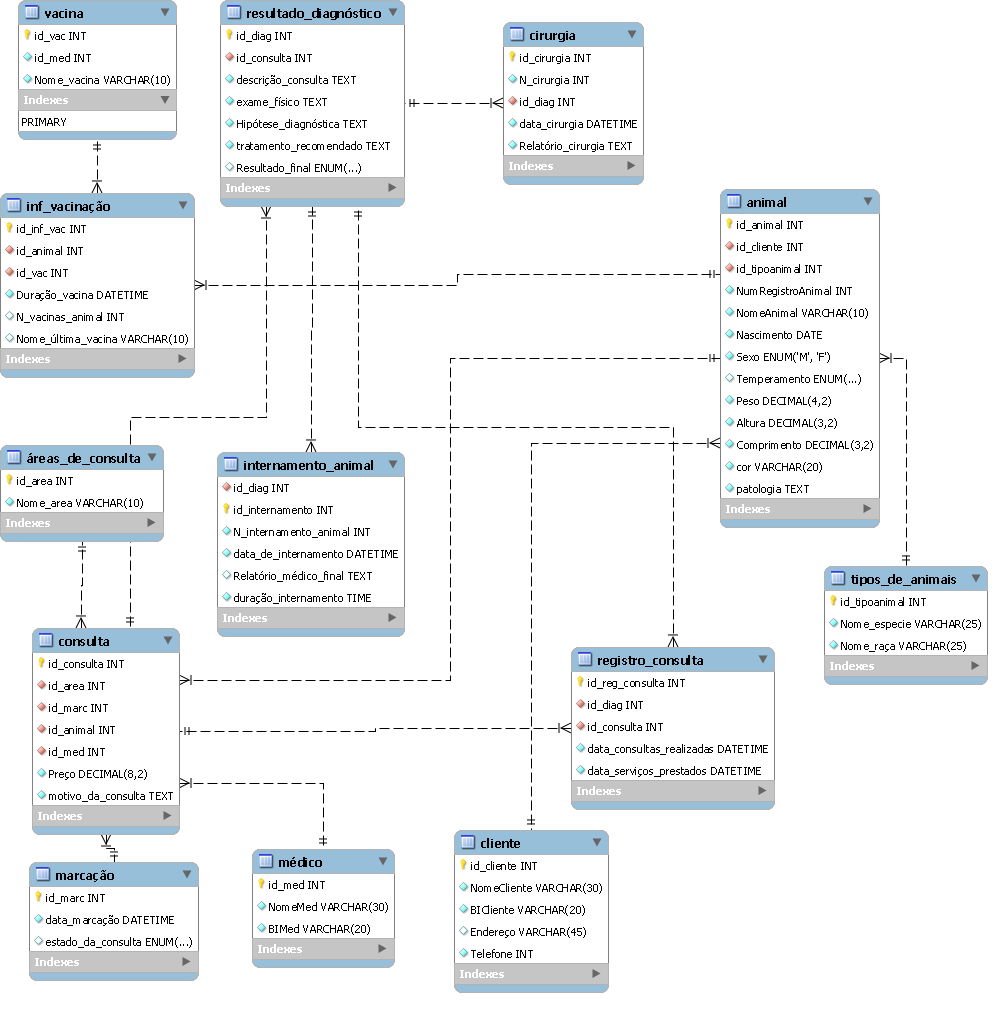 vacina
id_vac INT
id_med INT
Nome_vacina VARCHAR(10)
Indexes
PRIMARY
resultado_diagnóstico
id_diag INT
id_consulta INT
descrição_consulta TEXT
exame_físico TEXT
Hipótese_diagnóstica TEXT
tratamento_recomendado TEXT
Resultado_final ENUM(...)
Indexes
cirurgia
id_cirurgia INT
N_cirurgia INT
id_diag INT
data_cirurgia DATETIME
Relatório_cirurgia TEXT
Indexes
inf_vacinação
id_inf_vac INT
id_animal INT
id_vac INT
Duração_vacina DATETIME
N_vacinas_animal INT
Nome_última_vacina VARCHAR(10)
Indexes
animal
id_animal INT
id_cliente INT
id_tipoanimal INT
NumRegistroAnimal INT
NomeAnimal VARCHAR(10)
Nascimento DATE
Sexo ENUM('M', 'F')
Temperamento ENUM(...)
Peso DECIMAL(4,2)
Altura DECIMAL(3,2)
Comprimento DECIMAL(3,2)
cor VARCHAR(20)
patologia TEXT
Indexes
áreas_de_consulta
id_area INT
Nome_area VARCHAR(10)
Indexes
internamento_animal
id_diag INT
id_internamento INT
N_internamento_animal INT
data_de_internamento DATETIME
Relatório_médico_final TEXT
duração_internamento TIME
Indexes
tipos_de_animais
id_tipoanimal INT
Nome_especie VARCHAR(25)
Nome_raça VARCHAR(25)
Indexes
consulta
id_consulta INT
id_area INT
id_marc INT
id_animal INT
id_med INT
Preço DECIMAL(8,2)
motivo_da_consulta TEXT
Indexes
registro_consulta
id_reg_consulta INT
id_diag INT
id_consulta INT
data_consultas_realizadas DATETIME
data_serviços_prestados DATETIME
Indexes
marcação
id_marc INT
data_marcação DATETIME
estado_da_consulta ENUM(...)
Indexes
médico
id_med INT
NomeMed VARCHAR(30)
BIMed VARCHAR(20)
Indexes
cliente
id_cliente INT
NomeCliente VARCHAR(30)
BICliente VARCHAR(20)
Endereço VARCHAR(45)
Telefone INT
Indexes